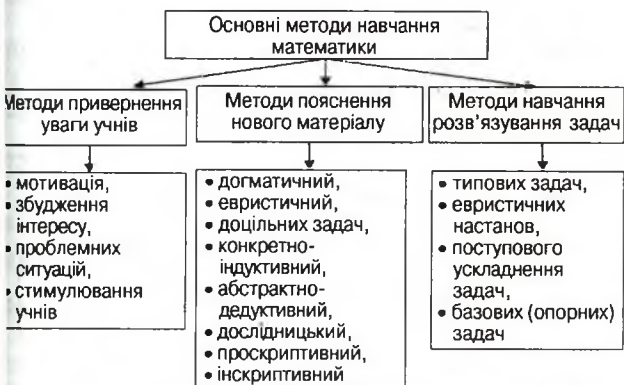 Основні методи навчання
математики
Методи привернення
уваги учнів
Методи пояснення
нового матеріалу
Методи навчання
розв'язування задач
• мотивація,
• збудження
інтересу,
• проблемних
ситуацій,
• стимулювання
учнів
• догматичний,
• евристичний,
• доцільних задач,
• конкретно-
індуктивний,
• абстрактно-
дедуктивний,
• дослідницький,
• проскриптивний,
• інскриптивний
• типових задач,
• евристичних
настанов,
• поступового
ускладнення
задач,
• базових (опорних)
задач